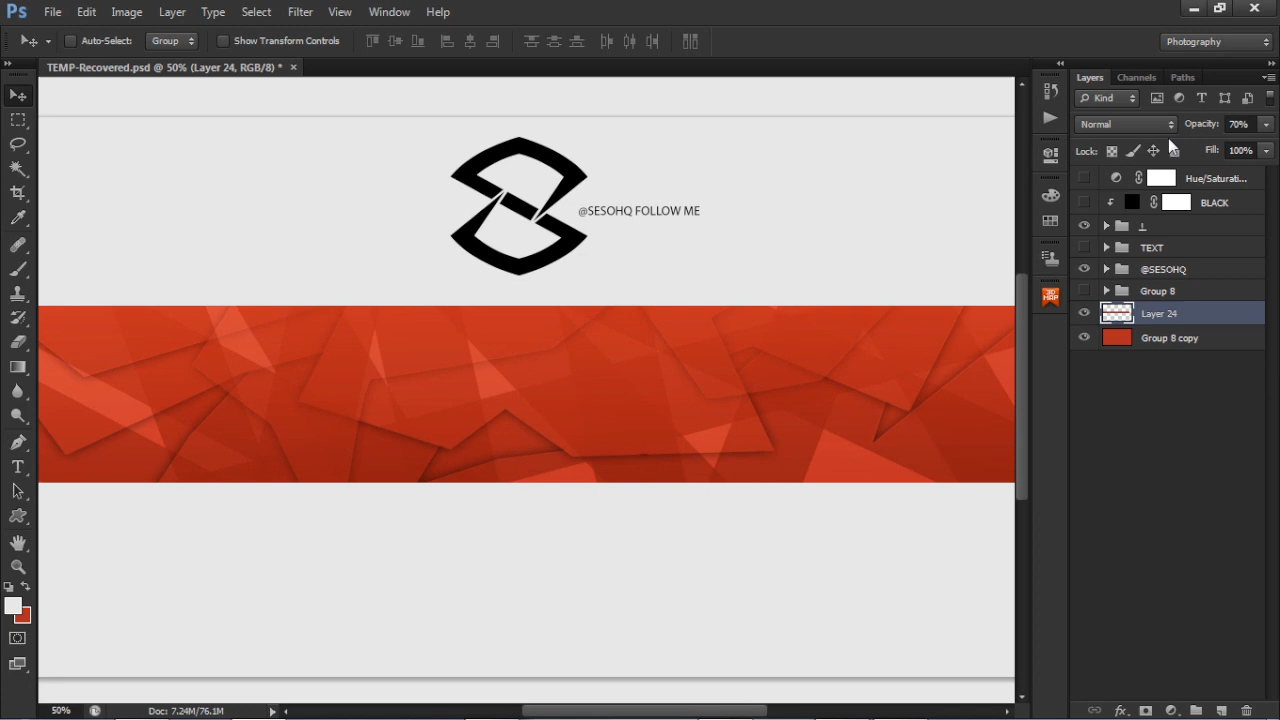 Ps File Edit Image Layer Type Select Filter View Window Help
Auto-Select: Group Show Transform Controls Photography
TEMP-Recovered.psd @ 50% (Layer 24, RGB/8) * ×
Layers Channels Paths
Kind
Normal Opacity: 70%
Lock: Fill: 100%
Hue/Saturati...
BLACK
TEXT
@SESOHQ
Group 8
Layer 24
Group 8 copy
@SESOHQ FOLLOW ME
3D MAP
50% Doc: 7.24M/76.1M